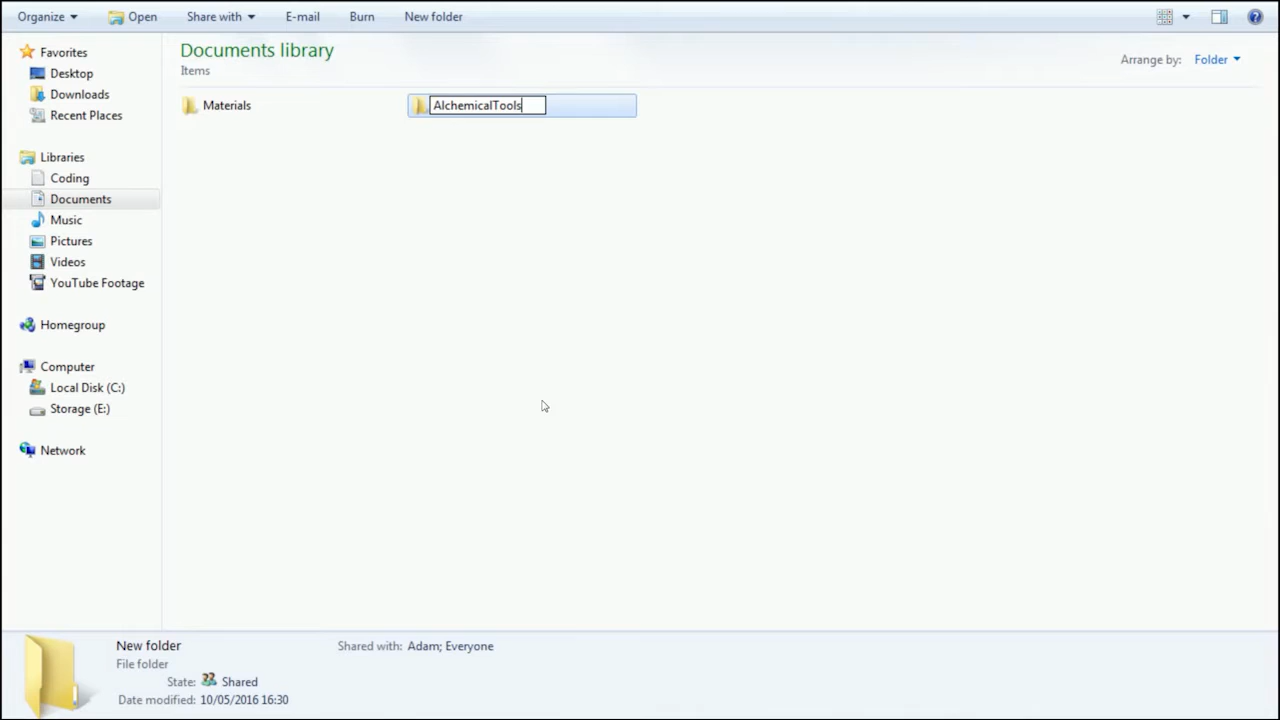 Organize Open Share with E-mail Burn New folder
Documents library
Items
Arrange by: Folder
Materials
AlchemicalTools
Favorites
Desktop
Downloads
Recent Places
Libraries
Coding
Documents
Music
Pictures
Videos
YouTube Footage
Homegroup
Computer
Local Disk (C:)
Storage (E:)
Network
New folder
File folder
State: Shared
Date modified: 10/05/2016 16:30
Shared with: Adam; Everyone